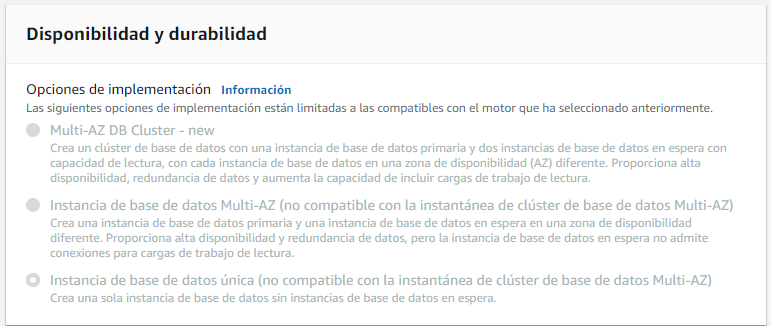 Disponibilidad y durabilidad
Opciones de implementación Información
Las siguientes opciones de implementación están limitadas a las compatibles con el motor que ha seleccionado anteriormente.
Multi-AZ DB Cluster - new
Crea un clúster de base de datos con una instancia de base de datos primaria y dos instancias de base de datos en espera con
capacidad de lectura, con cada instancia de base de datos en una zona de disponibilidad (AZ) diferente. Proporciona alta
disponibilidad, redundancia de datos y aumenta la capacidad de incluir cargas de trabajo de lectura.
Instancia de base de datos Multi-AZ (no compatible con la instantánea de clúster de base de datos Multi-AZ)
Crea una instancia de base de datos primaria y una instancia de base de datos en espera en una zona de disponibilidad
diferente. Proporciona alta disponibilidad y redundancia de datos, pero la instancia de base de datos en espera no admite
conexiones para cargas de trabajo de lectura.
Instancia de base de datos única (no compatible con la instantánea de clúster de base de datos Multi-AZ)
Crea una sola instancia de base de datos sin instancias de base de datos en espera.